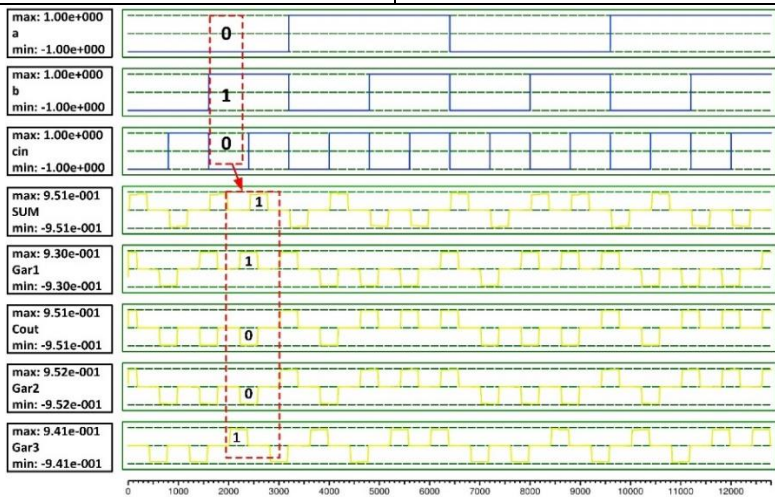 max: 1.00e+000
a
min: -1.00e+000
0
max: 1.00e+000
b
min: -1.00e+000
1
max: 1.00e+000
cin
min: -1.00e+000
0
max: 9.51e-001
SUM
min: -9.51e-001
1
max: 9.30e-001
Gar1
min: -9.30e-001
1
max: 9.51e-001
Cout
min: -9.51e-001
0
max: 9.52e-001
Gar2
min: -9.52e-001
0
max: 9.41e-001
Gar3
min: -9.41e-001
1
0 1000 2000 3000 4000 5000 6000 7000 8000 9000 10000 11000 12000